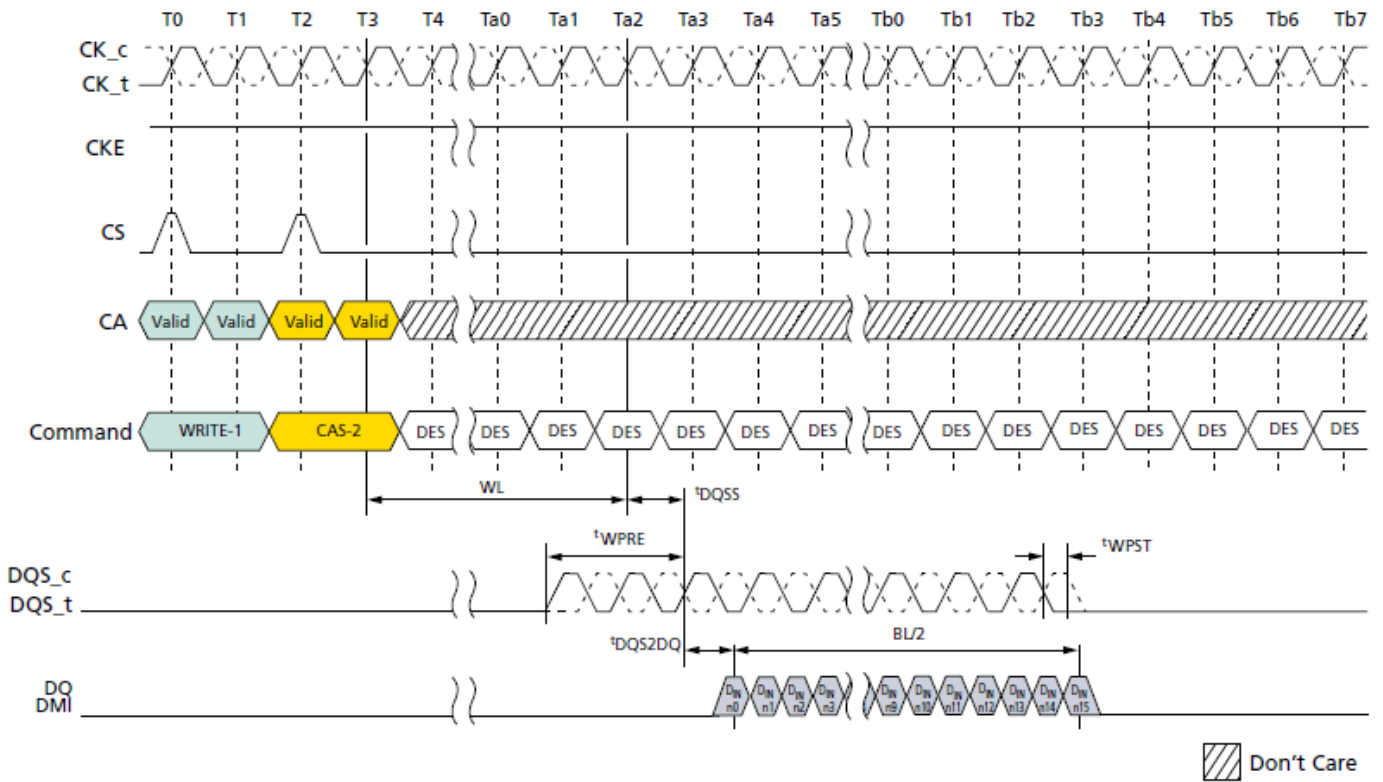 T0 T1 T2 T3 T4 Ta0 Ta1 Ta2 Ta3 Ta4 Ta5 Tb0 Tb1 Tb2 Tb3 Tb4 Tb5 Tb6 Tb7
CK_c
CK_t
CKE
CS
CA Valid Valid Valid Valid
Command WRITE-1 CAS-2 DES DES DES DES DES DES DES DES DES DES DES DES DES DES DES
WL tDQSS
tWPRE tWPST
DQS_c
DQS_t
tDQS2DQ BL/2
DQ
DMI
DIN n0 DIN n1 DIN n2 DIN n3 DIN n9 DIN n10 DIN n11 DIN n12 DIN n13 DIN n14 DIN n15
Don't Care